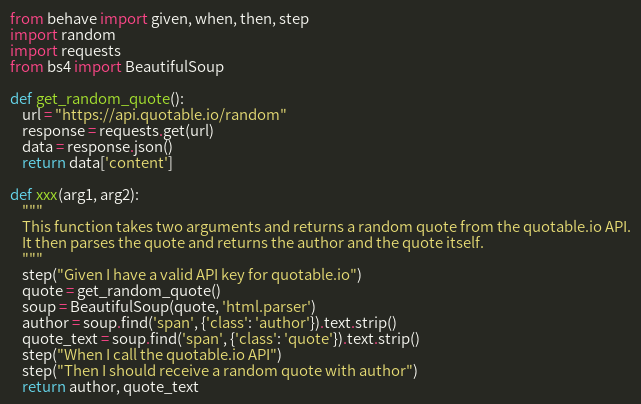 from behave import given, when, then, step
import random
import requests
from bs4 import BeautifulSoup
def get_random_quote():
url = "https://api.quotable.io/random"
response = requests.get(url)
data = response.json()
return data['content']
def xxx(arg1, arg2):
"""
This function takes two arguments and returns a random quote from the quotable.io API.
It then parses the quote and returns the author and the quote itself.
"""
step("Given I have a valid API key for quotable.io")
quote = get_random_quote()
soup = BeautifulSoup(quote, 'html.parser')
author = soup.find('span', {'class': 'author'}).text.strip()
quote_text = soup.find('span', {'class': 'quote'}).text.strip()
step("When I call the quotable.io API")
step("Then I should receive a random quote with author")
return author, quote_text